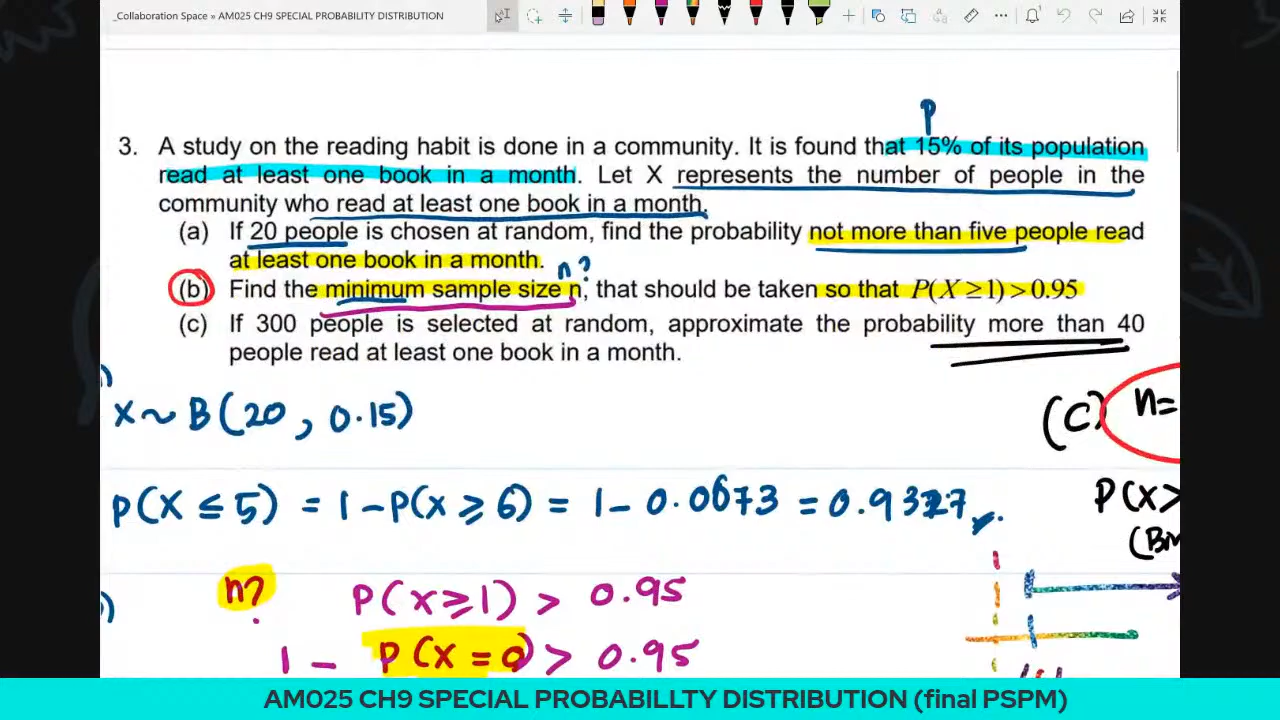 _Collaboration Space » AM025 CH9 SPECIAL PROBABILITY DISTRIBUTION
P
3. A study on the reading habit is done in a community. It is found that 15% of its population
read at least one book in a month. Let X represents the number of people in the
community who read at least one book in a month.
(a) If 20 people is chosen at random, find the probability not more than five people read
at least one book in a month.
n?
(b) Find the minimum sample size n, that should be taken so that P(X ≥ 1) > 0.95
(c) If 300 people is selected at random, approximate the probability more than 40
people read at least one book in a month.
X ~ B(20, 0.15)
(C) n=
P(X ≤ 5) = 1 – P(X ≥ 6) = 1 – 0.0673 = 0.9327
P(X>
n? P(X ≥ 1) > 0.95
1 – P(X = 0) > 0.95
AM025 CH9 SPECIAL PROBABILLTY DISTRIBUTION (final PSPM)